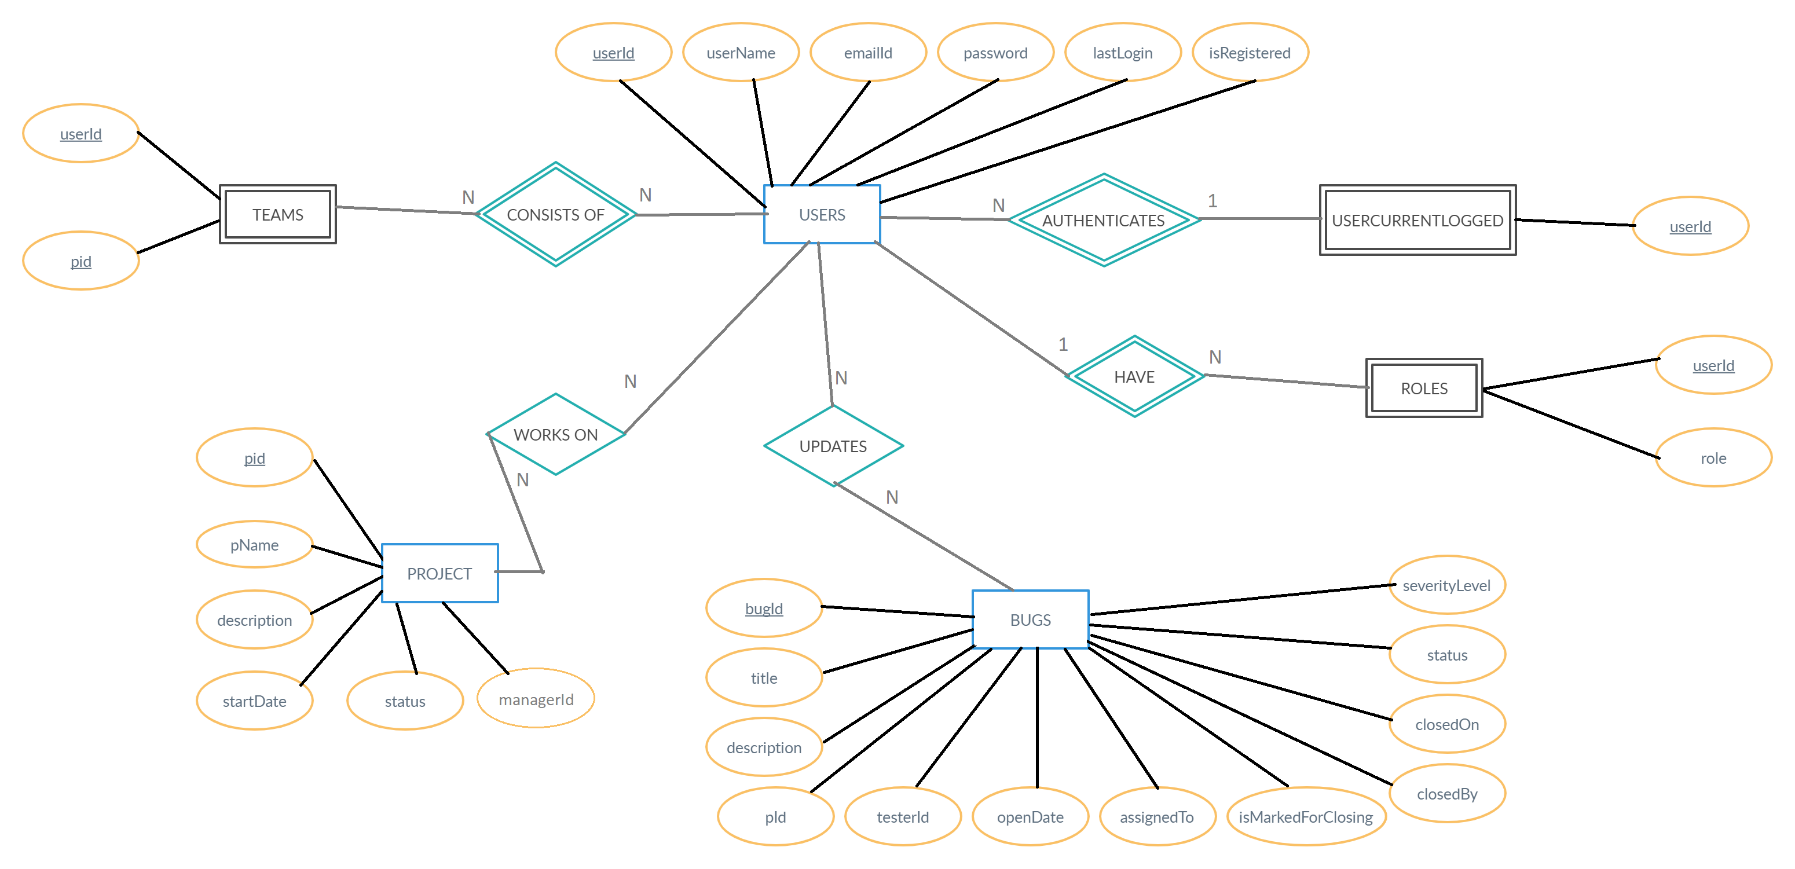 userId
userName
emailId
password
lastLogin
isRegistered
userId
pid
TEAMS
N
CONSISTS OF
N
USERS
N
AUTHENTICATES
1
USERCURRENTLOGGED
userId
1
HAVE
N
ROLES
userId
role
N
WORKS ON
N
N
UPDATES
N
pid
pName
description
startDate
status
managerId
PROJECT
BUGS
bugId
title
description
pId
testerId
openDate
assignedTo
isMarkedForClosing
severityLevel
status
closedOn
closedBy